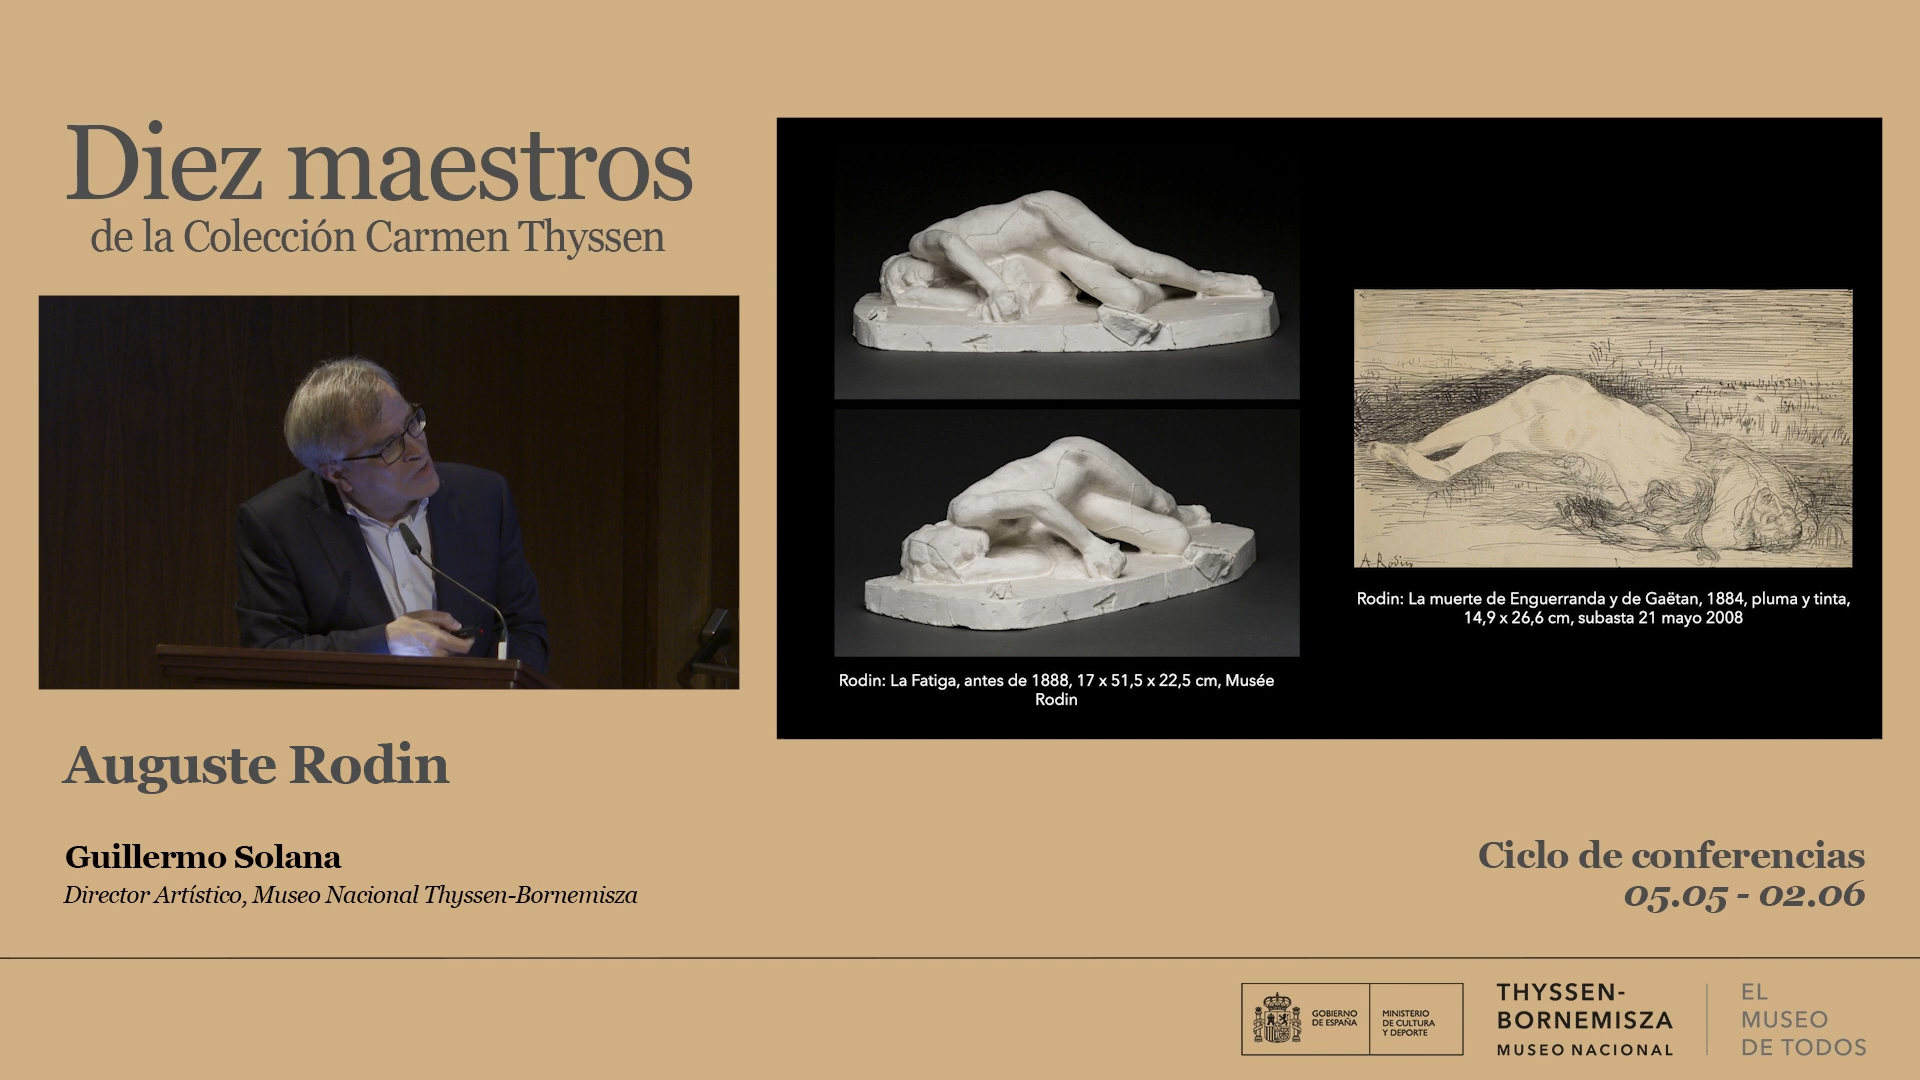 Diez maestros
de la Colección Carmen Thyssen
Rodin: La Fatiga, antes de 1888, 17 x 51,5 x 22,5 cm, Musée
Rodin
A Rodin
Rodin: La muerte de Enguerranda y de Gaëtan, 1884, pluma y tinta,
14,9 x 26,6 cm, subasta 21 mayo 2008
Auguste Rodin
Guillermo Solana
Director Artístico, Museo Nacional Thyssen-Bornemisza
Ciclo de conferencias
05.05 - 02.06
GOBIERNO
DE ESPAÑA
MINISTERIO
DE CULTURA
Y DEPORTE
THYSSEN-
BORNEMISZA
MUSEO NACIONAL
EL
MUSEO
DE TODOS